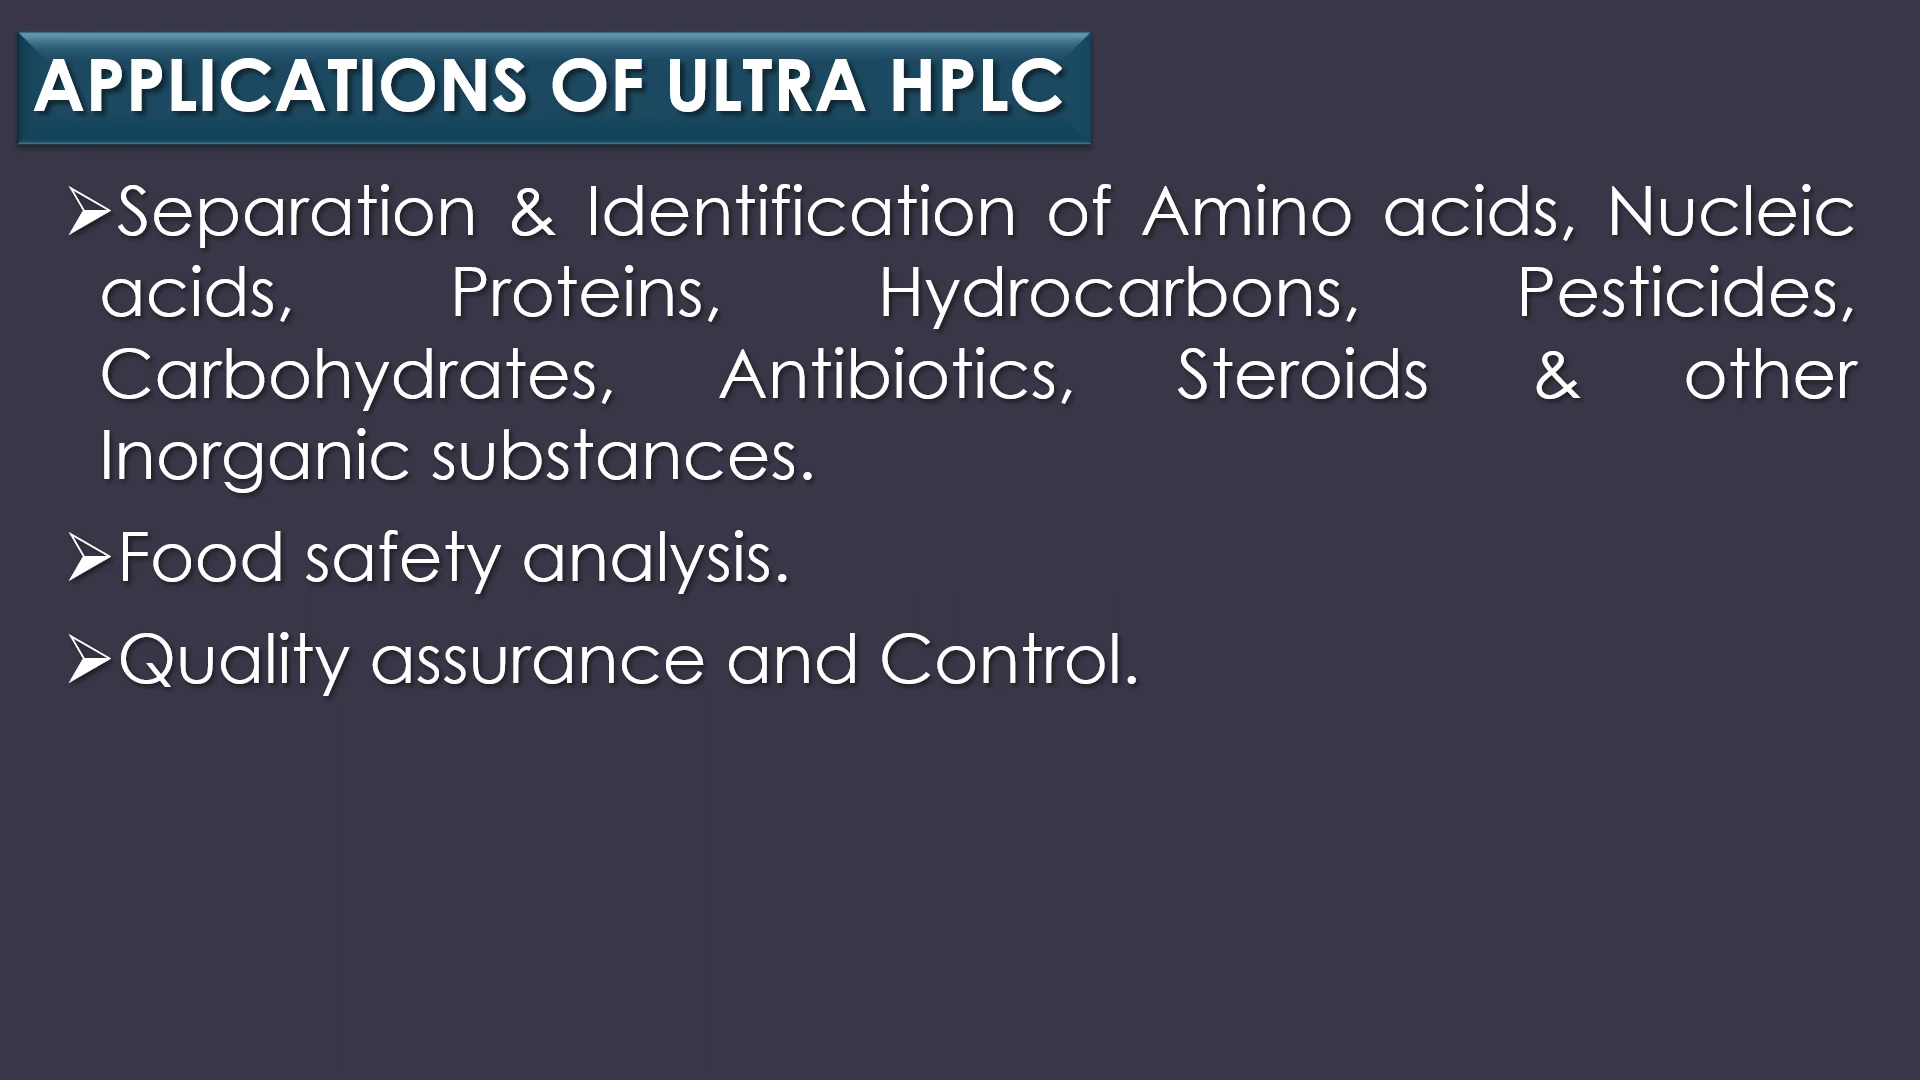 APPLICATIONS OF ULTRA HPLC
➢Separation & Identification of Amino acids, Nucleic
acids, Proteins, Hydrocarbons, Pesticides,
Carbohydrates, Antibiotics, Steroids & other
Inorganic substances.
➢Food safety analysis.
➢Quality assurance and Control.